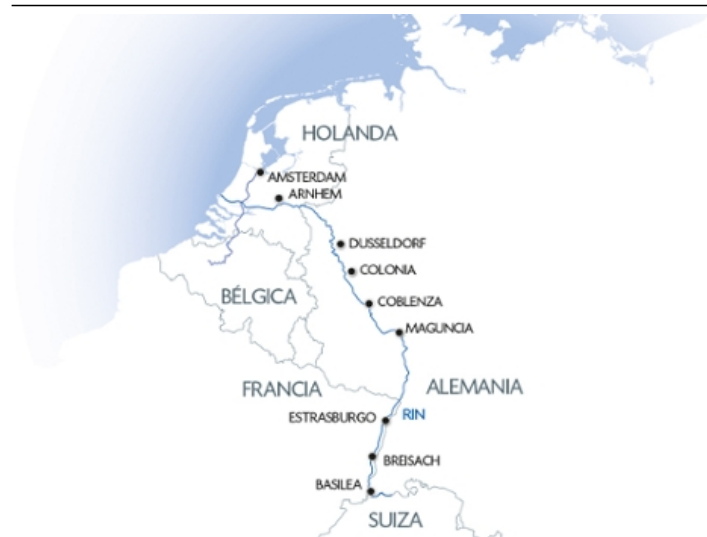 HOLANDA
AMSTERDAM
ARNHEM
DUSSELDORF
COLONIA
BÉLGICA
COBLENZA
MAGUNCIA
FRANCIA
ALEMANIA
ESTRASBURGO
RIN
BREISACH
BASILEA
SUIZA